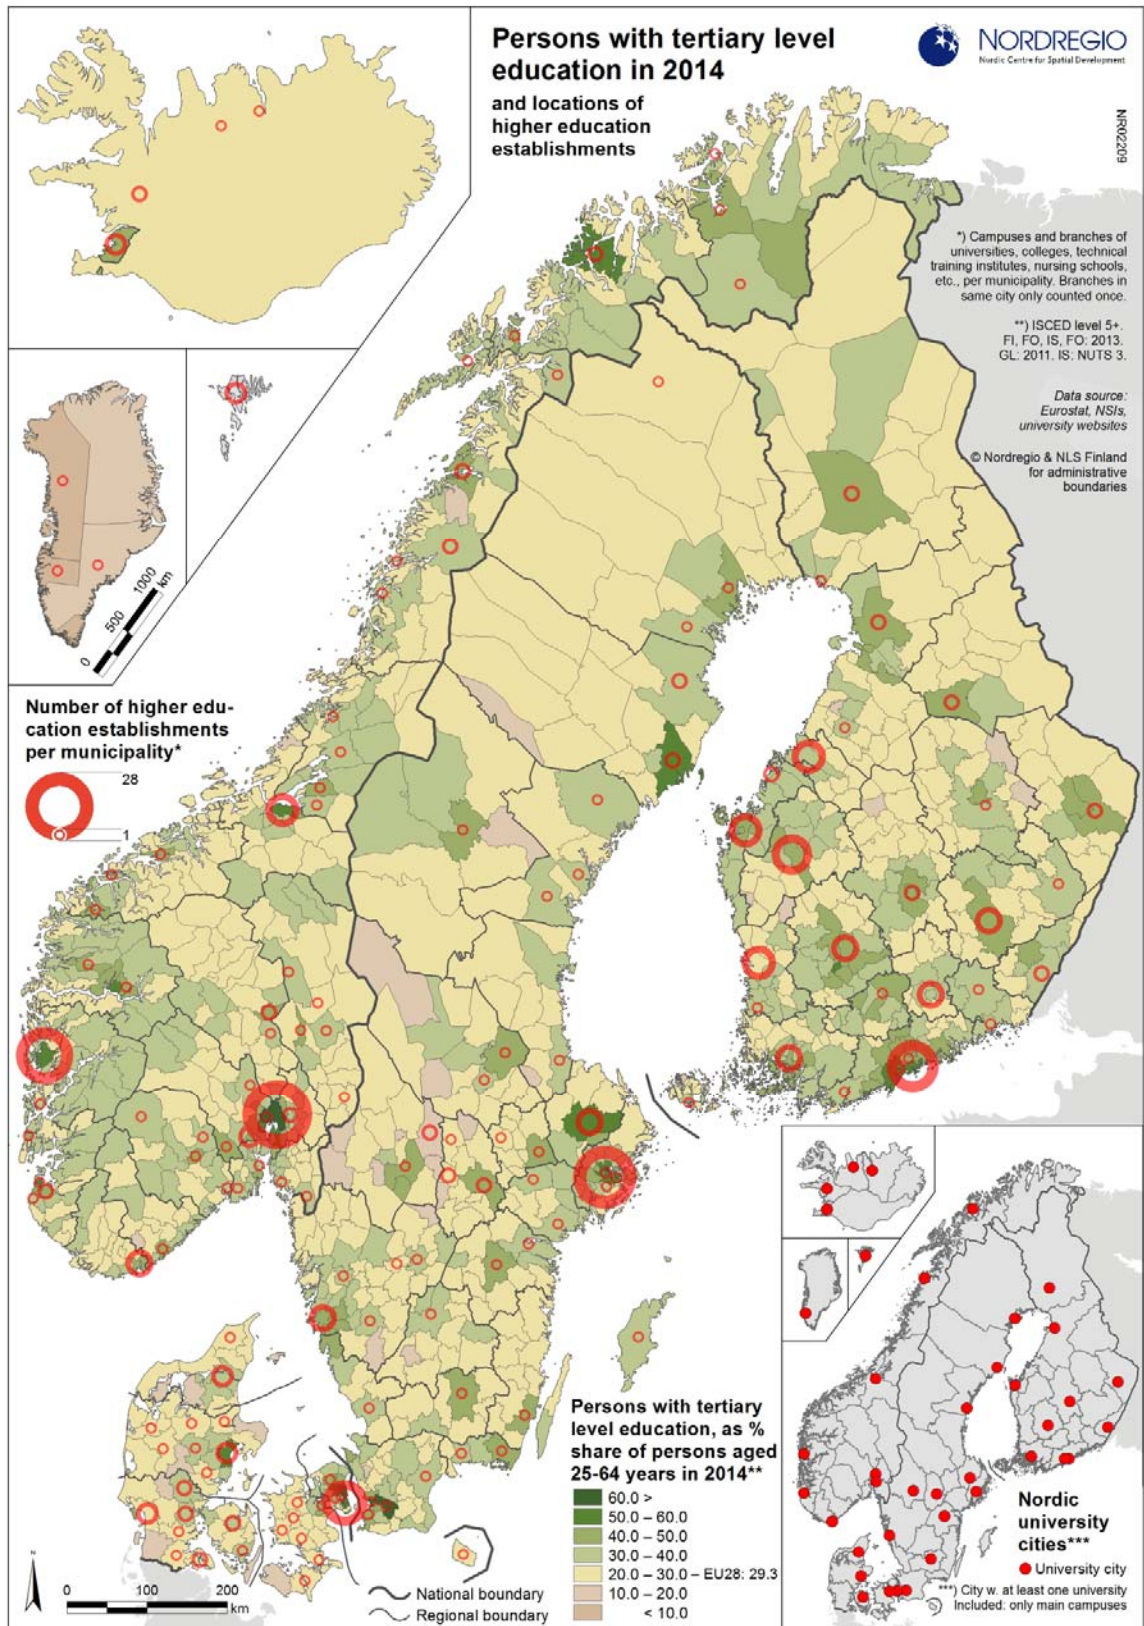 Persons with tertiary level
education in 2014
and locations of
higher education
establishments
NORDREGIO
Nordic Centre for Spatial Development
NR02209
*) Campuses and branches of
universities, colleges, technical
training institutes, nursing schools,
etc., per municipality. Branches in
same city only counted once.
**) ISCED level 5+.
FI, FO, IS, FO: 2013.
GL: 2011. IS: NUTS 3.
Data source:
Eurostat, NSIs,
university websites
© Nordregio & NLS Finland
for administrative
boundaries
0 500 1000
km
Number of higher edu-
cation establishments
per municipality*
28
1
Persons with tertiary
level education, as %
share of persons aged
25-64 years in 2014**
60.0 >
50.0 – 60.0
40.0 – 50.0
30.0 – 40.0
20.0 – 30.0 – EU28: 29.3
10.0 – 20.0
< 10.0
N
0 100 200
km
National boundary
Regional boundary
Nordic
university
cities***
University city
***) City w. at least one university
Included: only main campuses